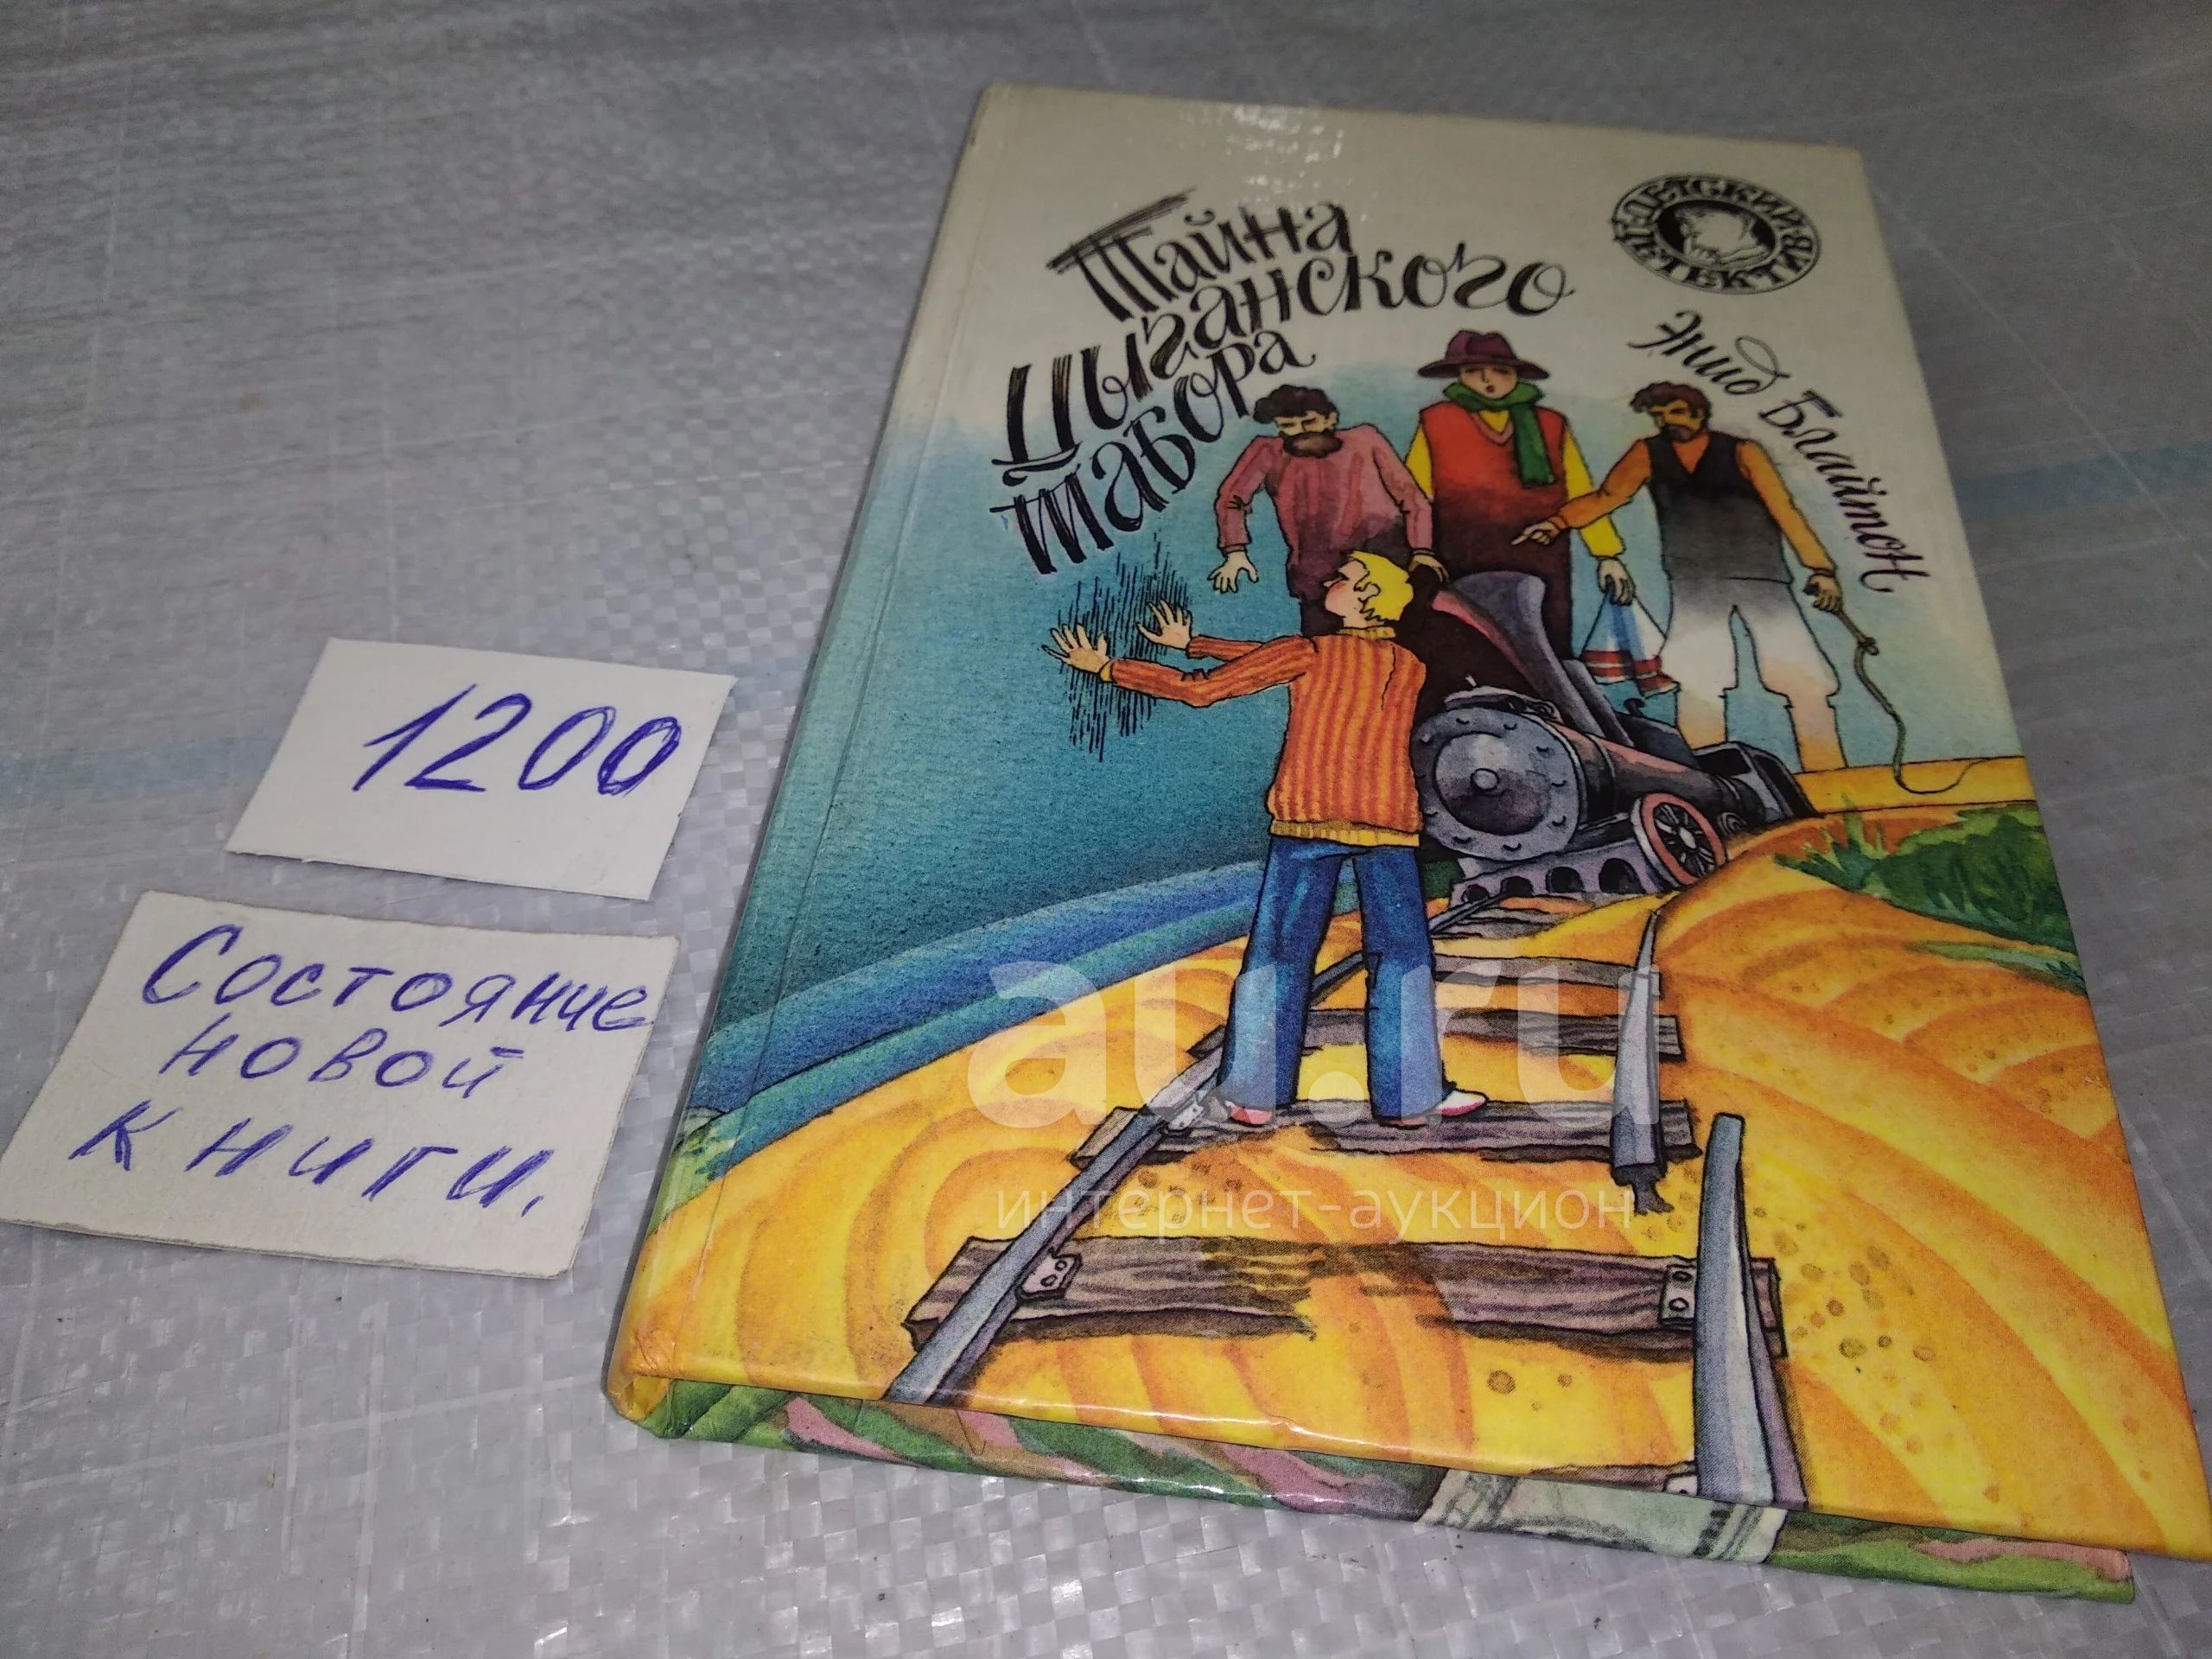 Тайна
Цыганского
табора
ДЕТСКИЙ
ДЕТЕКТИВ
Энид Блайтон
1200
Состояние
новой
книги.
au.ru
интернет-аукцион